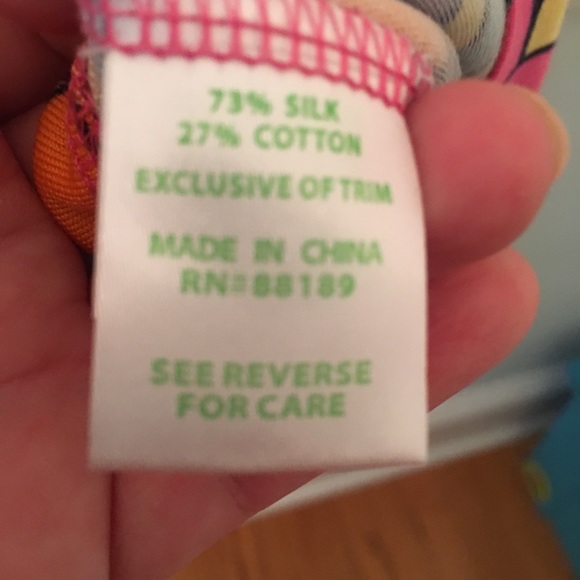 73% SILK
27% COTTON
EXCLUSIVE OF TRIM
MADE IN CHINA
RN#88189
SEE REVERSE
FOR CARE